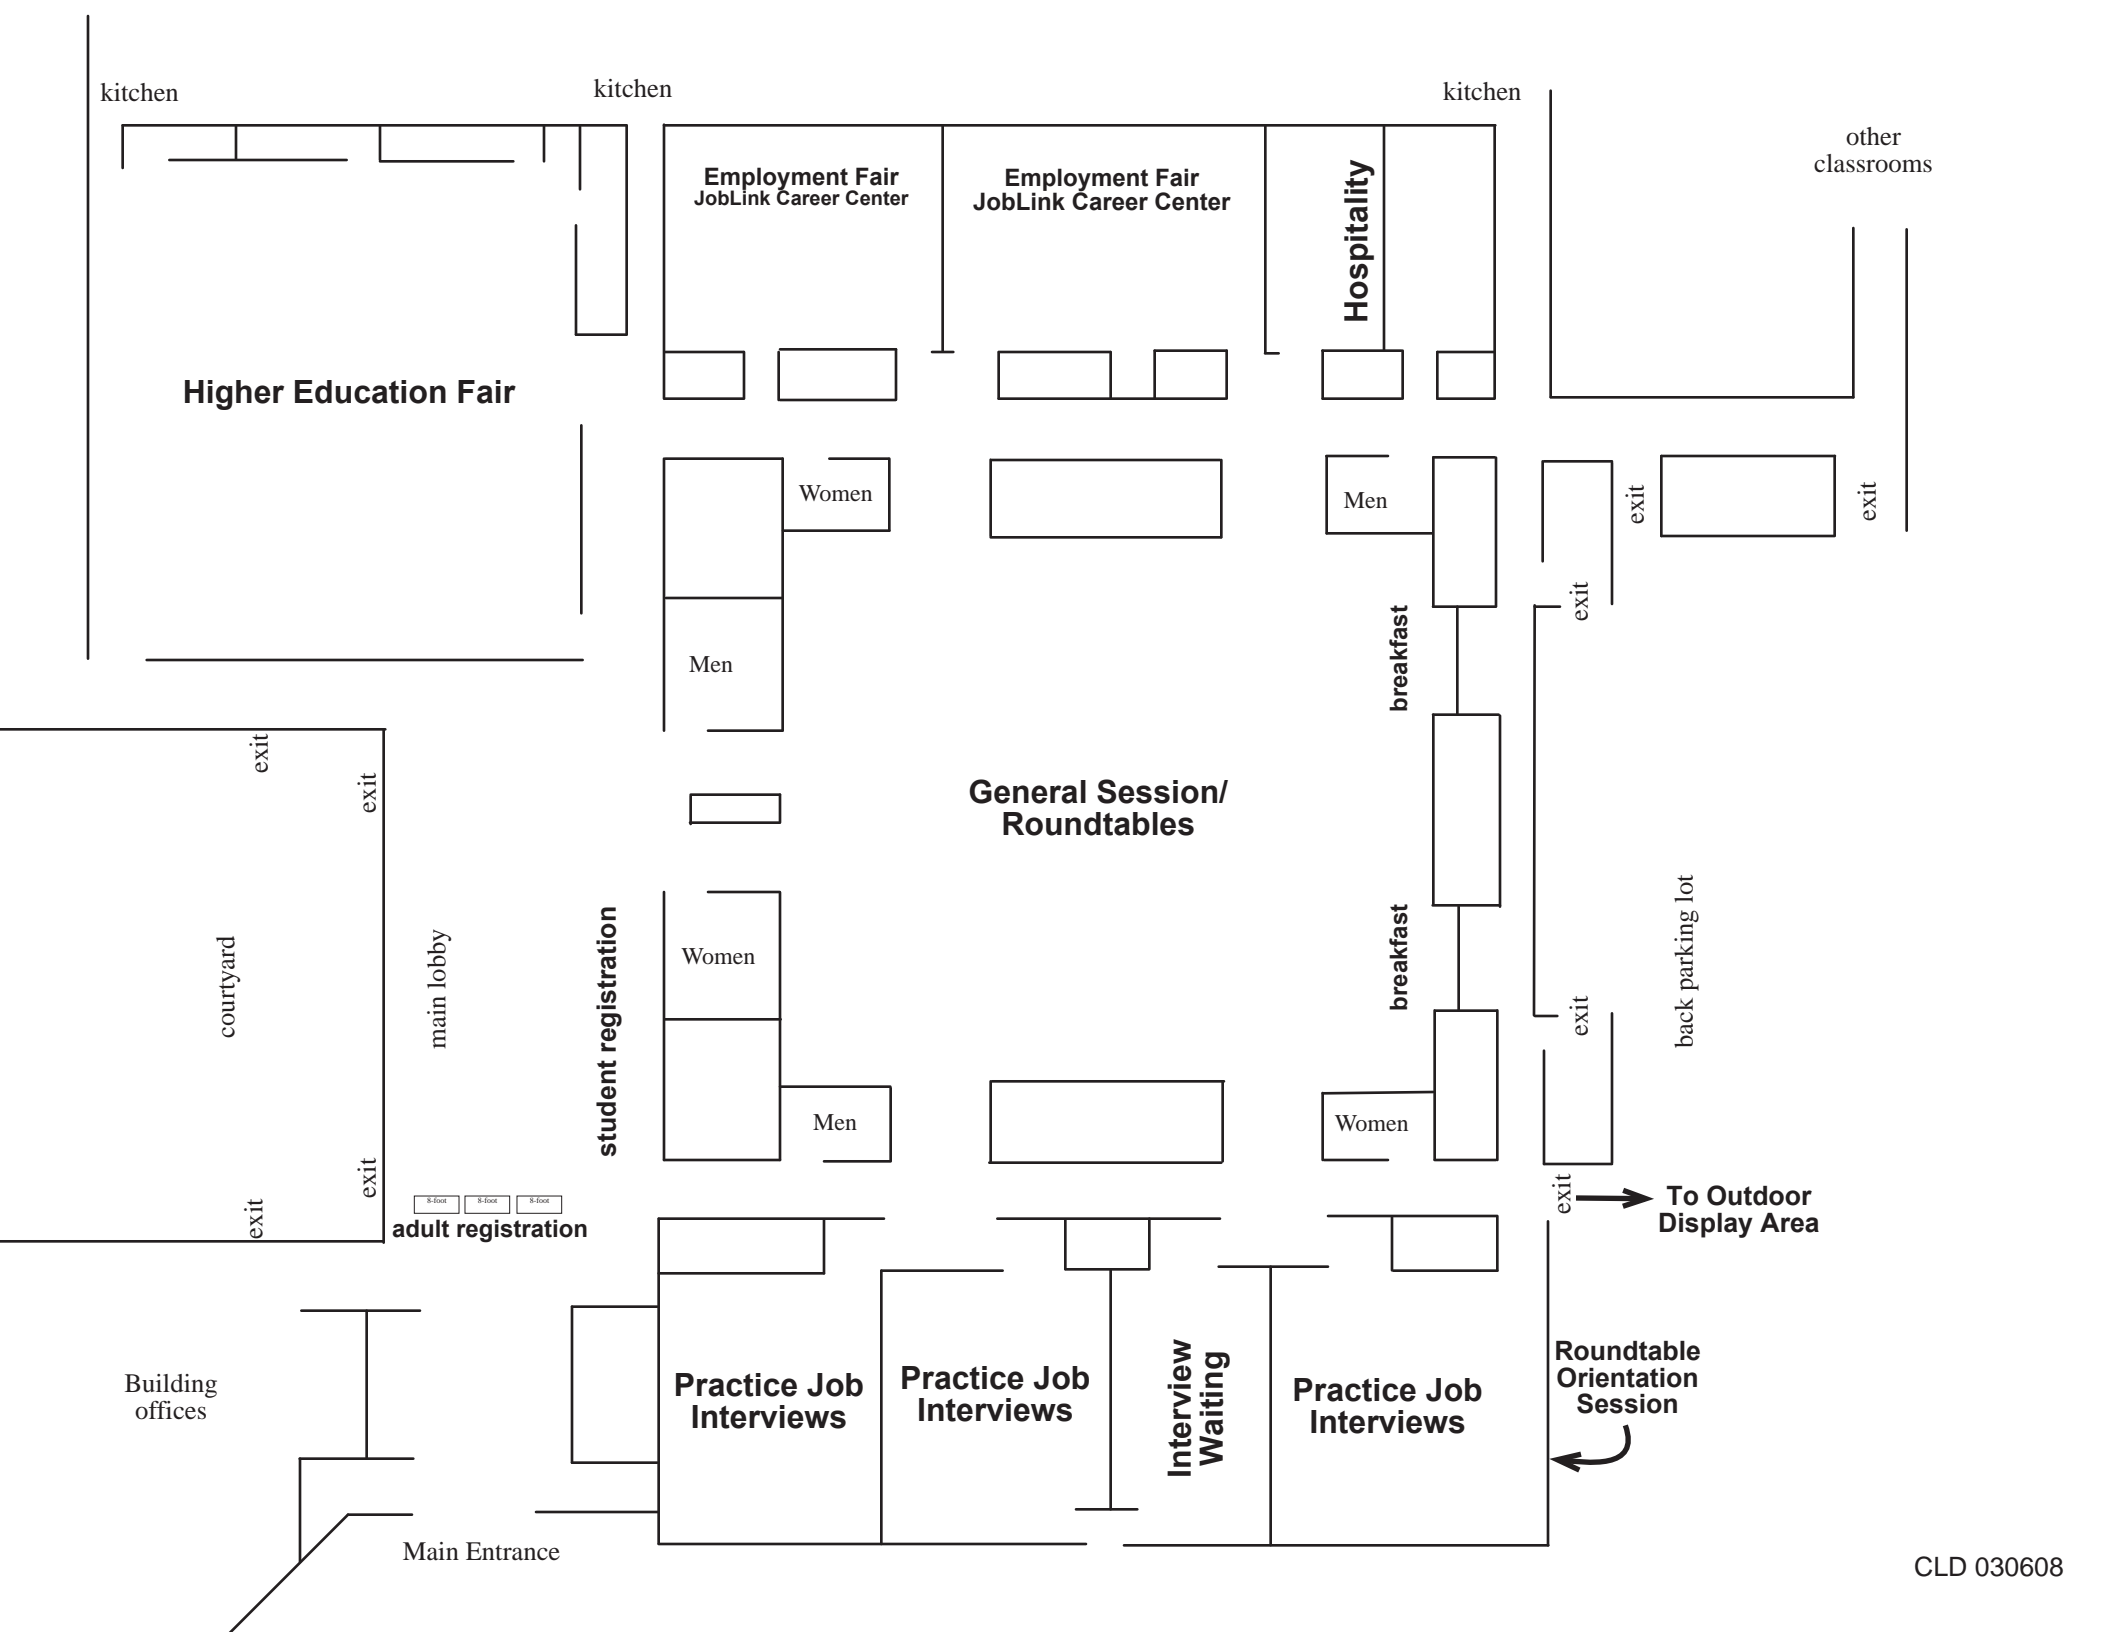 kitchen
kitchen
kitchen
other
classrooms
Employment Fair
JobLink Career Center
Employment Fair
JobLink Career Center
Hospitality
Higher Education Fair
Women
Men
exit
exit
exit
breakfast
Men
exit
exit
General Session/
Roundtables
courtyard
main lobby
student registration
Women
breakfast
exit
back parking lot
Men
Women
exit
exit
8-foot
8-foot
8-foot
adult registration
exit
To Outdoor
Display Area
Building
offices
Practice Job
Interviews
Practice Job
Interviews
Interview
Waiting
Practice Job
Interviews
Roundtable
Orientation
Session
Main Entrance
CLD 030608